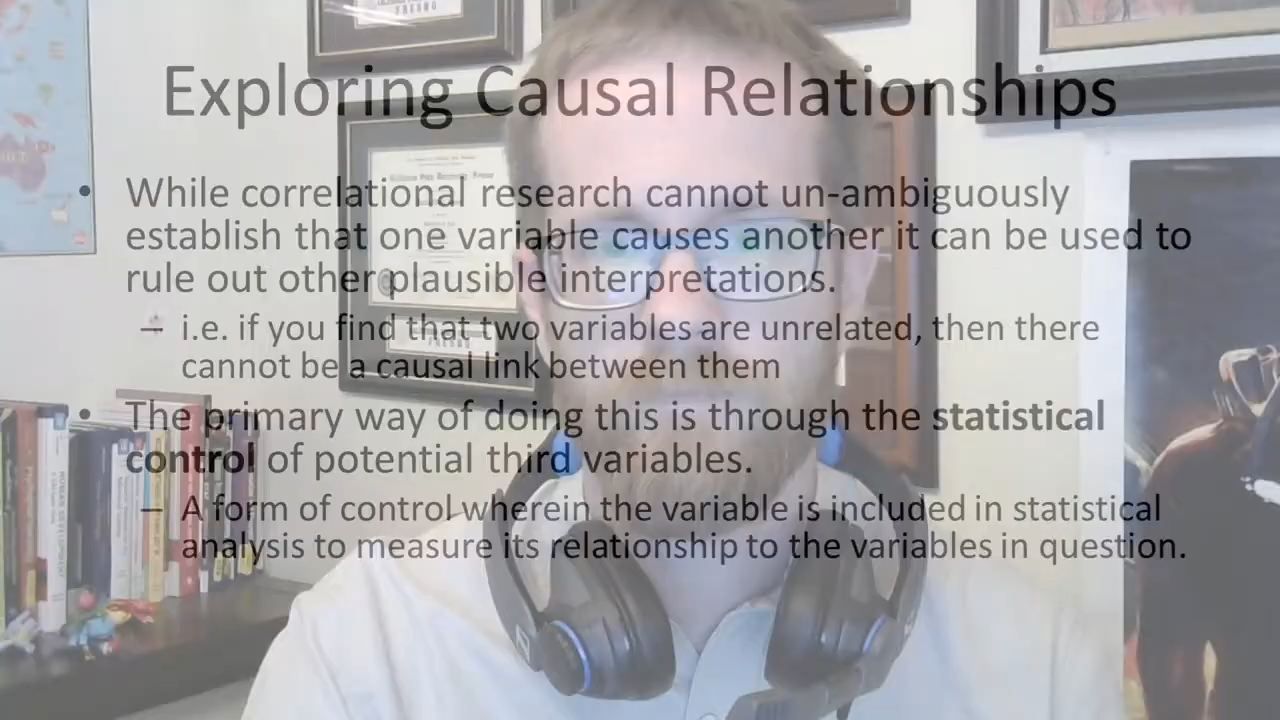 FRESNO
Exploring Causal Relationships
• While correlational research cannot un-ambiguously
establish that one variable causes another it can be used to
rule out other plausible interpretations.
– i.e. if you find that two variables are unrelated, then there
cannot be a causal link between them
• The primary way of doing this is through the statistical
control of potential third variables.
– A form of control wherein the variable is included in statistical
analysis to measure its relationship to the variables in question.